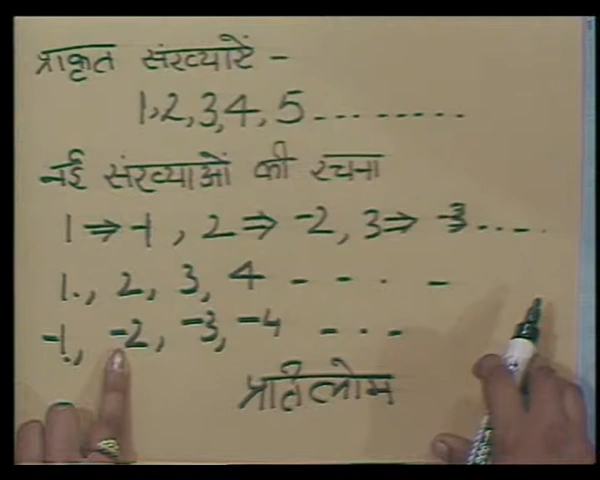 प्राकृत संख्याएें -
1,2,3,4,5.........
नई संख्याओं की रचना
1⇒-1, 2⇒-2, 3⇒-3....
1., 2, 3, 4 - - . -
-1, -2, -3, -4 - . -
प्रतिलोम